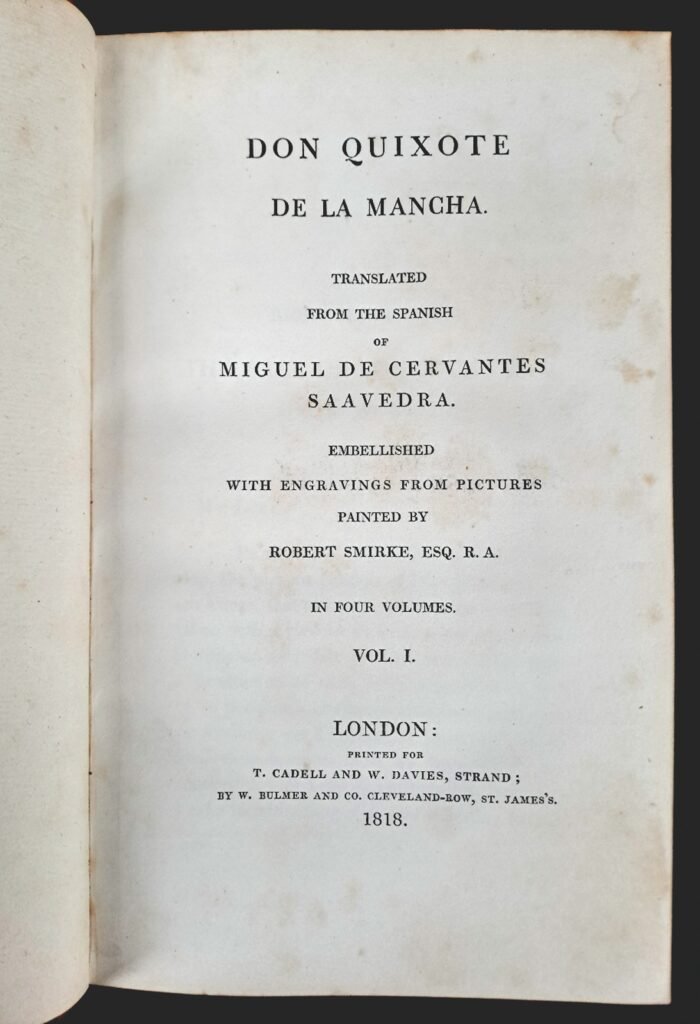 DON QUIXOTE
DE LA MANCHA.
TRANSLATED
FROM THE SPANISH
OF
MIGUEL DE CERVANTES
SAAVEDRA.
EMBELLISHED
WITH ENGRAVINGS FROM PICTURES
PAINTED BY
ROBERT SMIRKE, ESQ. R. A.
IN FOUR VOLUMES.
VOL. I.
LONDON:
PRINTED FOR
T. CADELL AND W. DAVIES, STRAND;
BY W. BULMER AND CO. CLEVELAND-ROW, ST. JAMES'S.
1818.